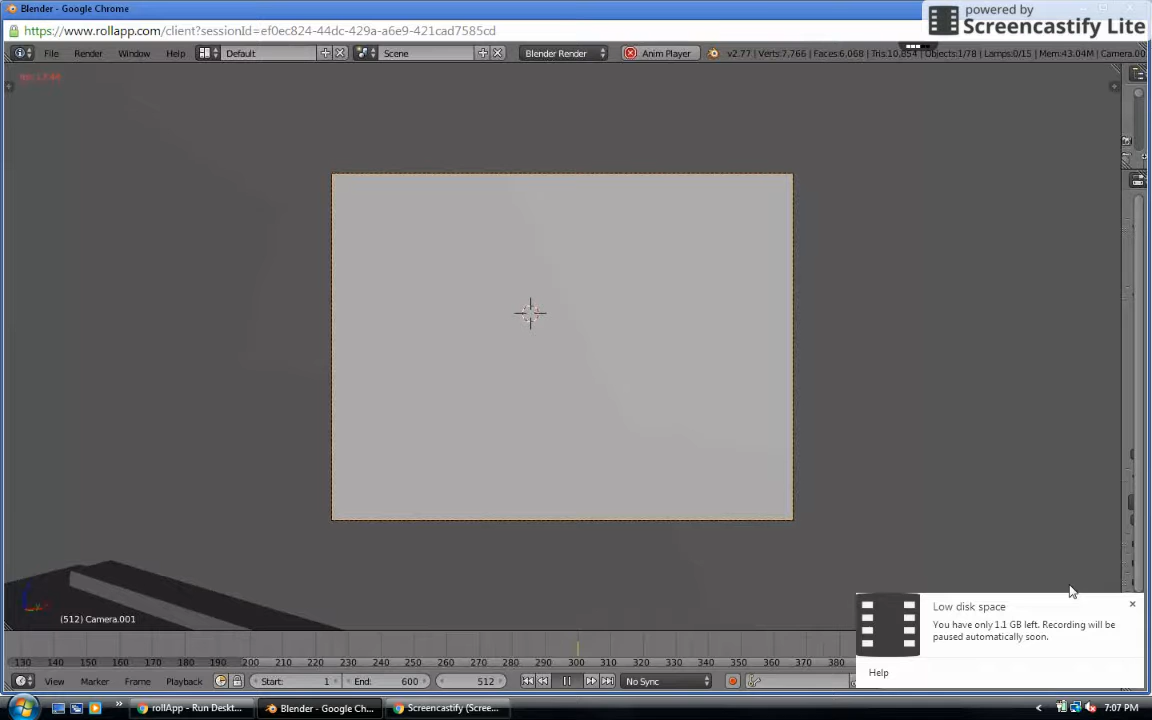 Blender - Google Chrome
powered by
Screencastify Lite
https://www.rollapp.com/client?sessionId=ef0ec824-44dc-429a-a6e9-421cad7585cd
File Render Window Help Default Scene Blender Render Anim Player v2.77 | Verts:7,766 | Faces:6,068 | Tris:10,854 | Objects:1/78 | Lamps:0/15 | Mem:43.04M | Camera.00
(512) Camera.001
Low disk space
You have only 1.1 GB left. Recording will be
paused automatically soon.
Help
130 140 150 160 170 180 190 200 210 220 230 240 250 260 270 280 290 300 310 320 330 340 350 360 370 380
View Marker Frame Playback Start: 1 End: 600 512 No Sync
rollApp - Run Deskt... Blender - Google Ch... Screencastify (Scree... 7:07 PM